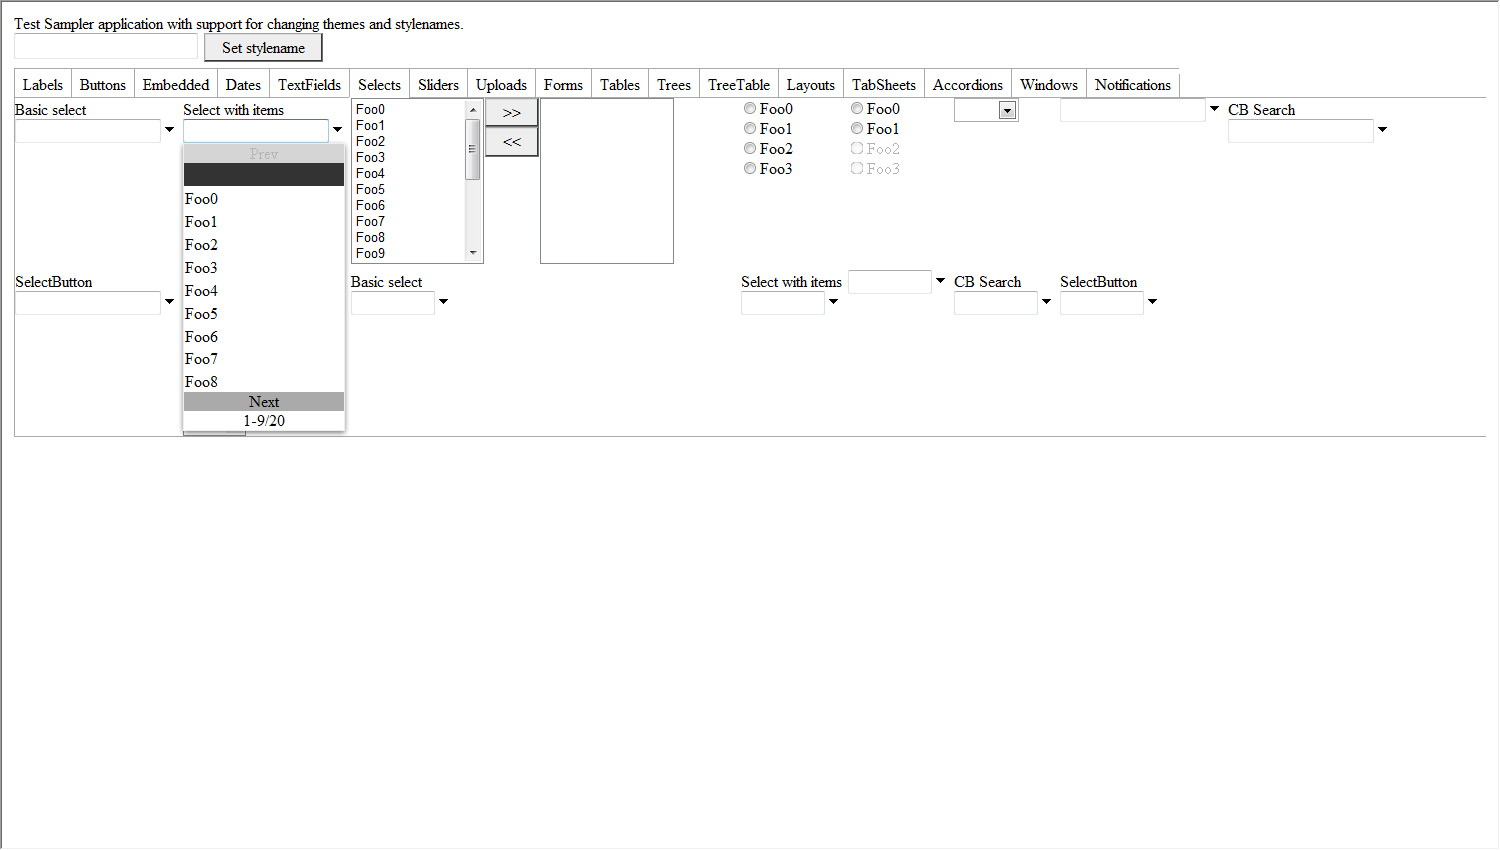 Test Sampler application with support for changing themes and stylenames.
Set stylename
Labels Buttons Embedded Dates TextFields Selects Sliders Uploads Forms Tables Trees TreeTable Layouts TabSheets Accordions Windows Notifications
Basic select
Select with items
Prev
Foo0
Foo1
Foo2
Foo3
Foo4
Foo5
Foo6
Foo7
Foo8
Next
1-9/20
Foo0
Foo1
Foo2
Foo3
Foo4
Foo5
Foo6
Foo7
Foo8
Foo9
>>
<<
Foo0
Foo1
Foo2
Foo3
Foo0
Foo1
Foo2
Foo3
CB Search
SelectButton
Basic select
Select with items
CB Search
SelectButton